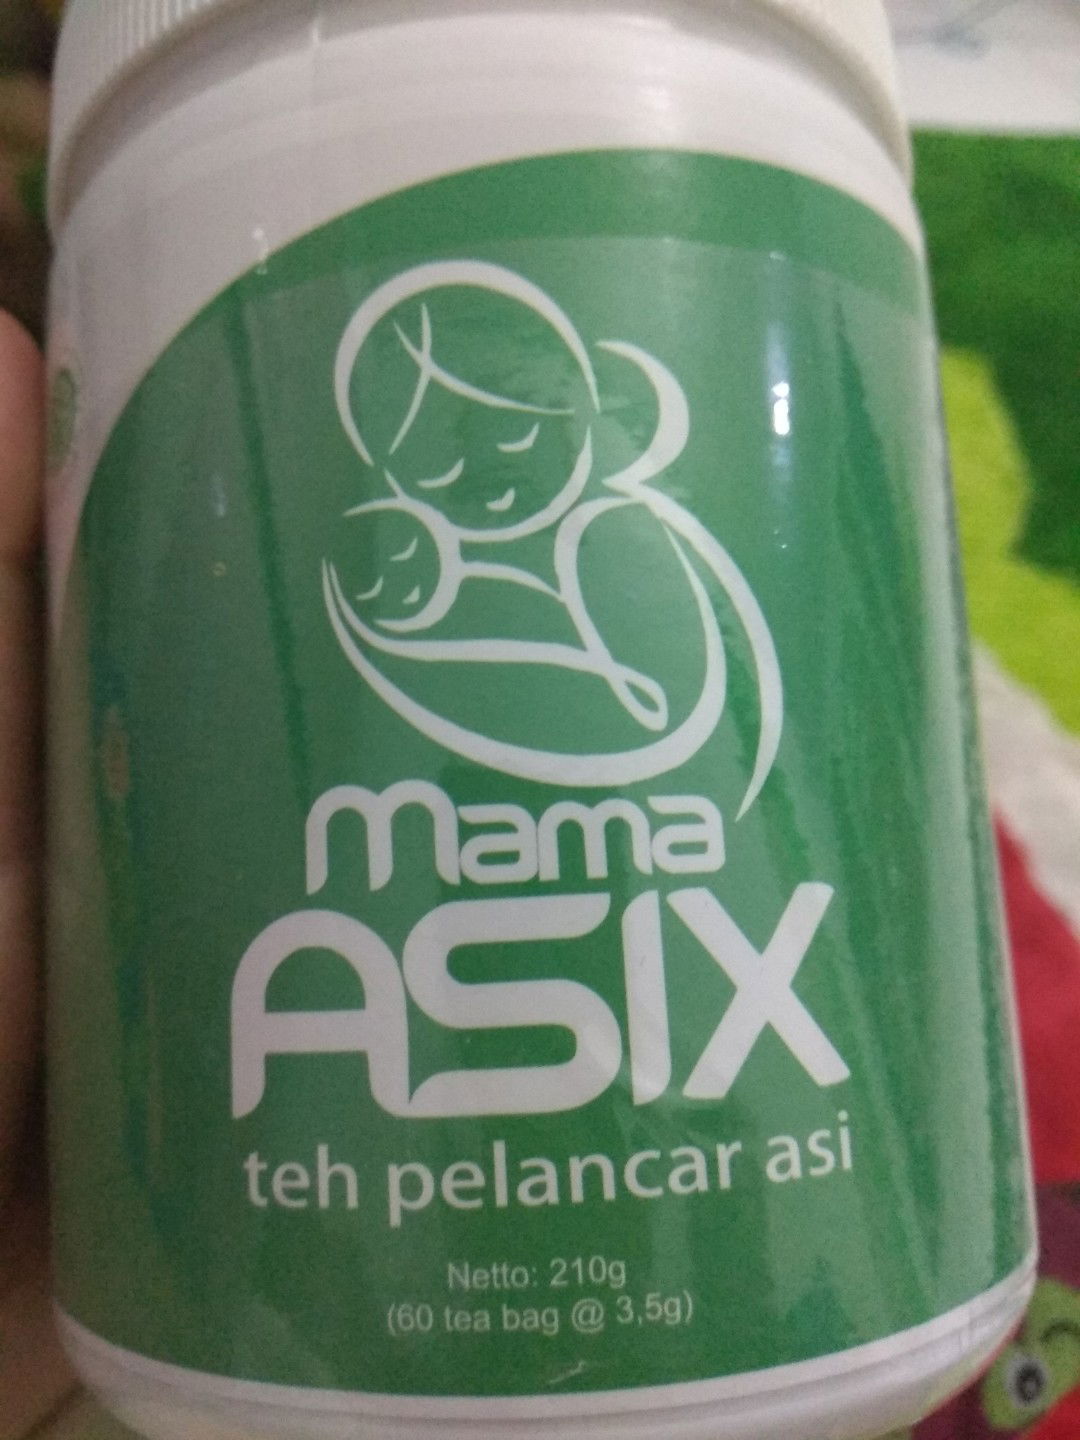 mama
ASIX
teh pelancar asi
Netto: 210g
(60 tea bag @ 3,5g)